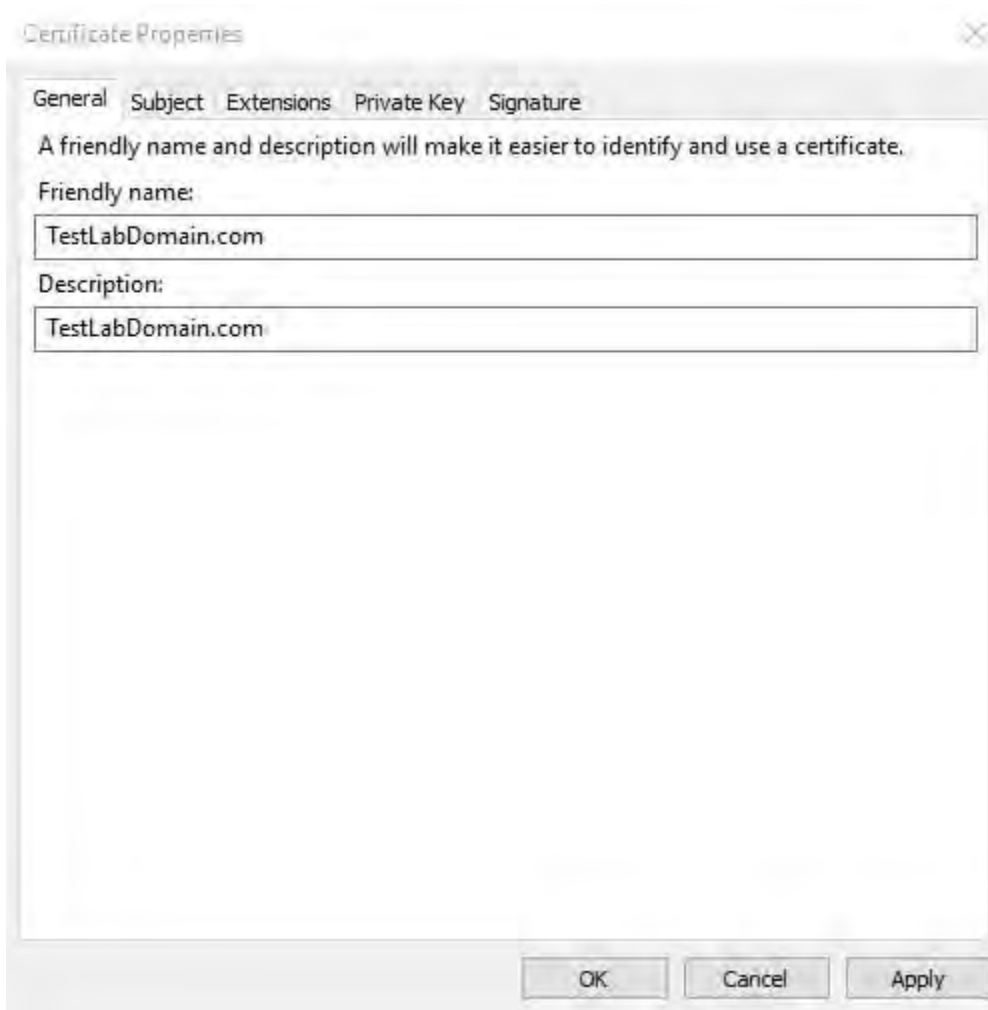 Certificate Properties
General Subject Extensions Private Key Signature
A friendly name and description will make it easier to identify and use a certificate.
Friendly name:
TestLabDomain.com
Description:
TestLabDomain.com
OK Cancel Apply